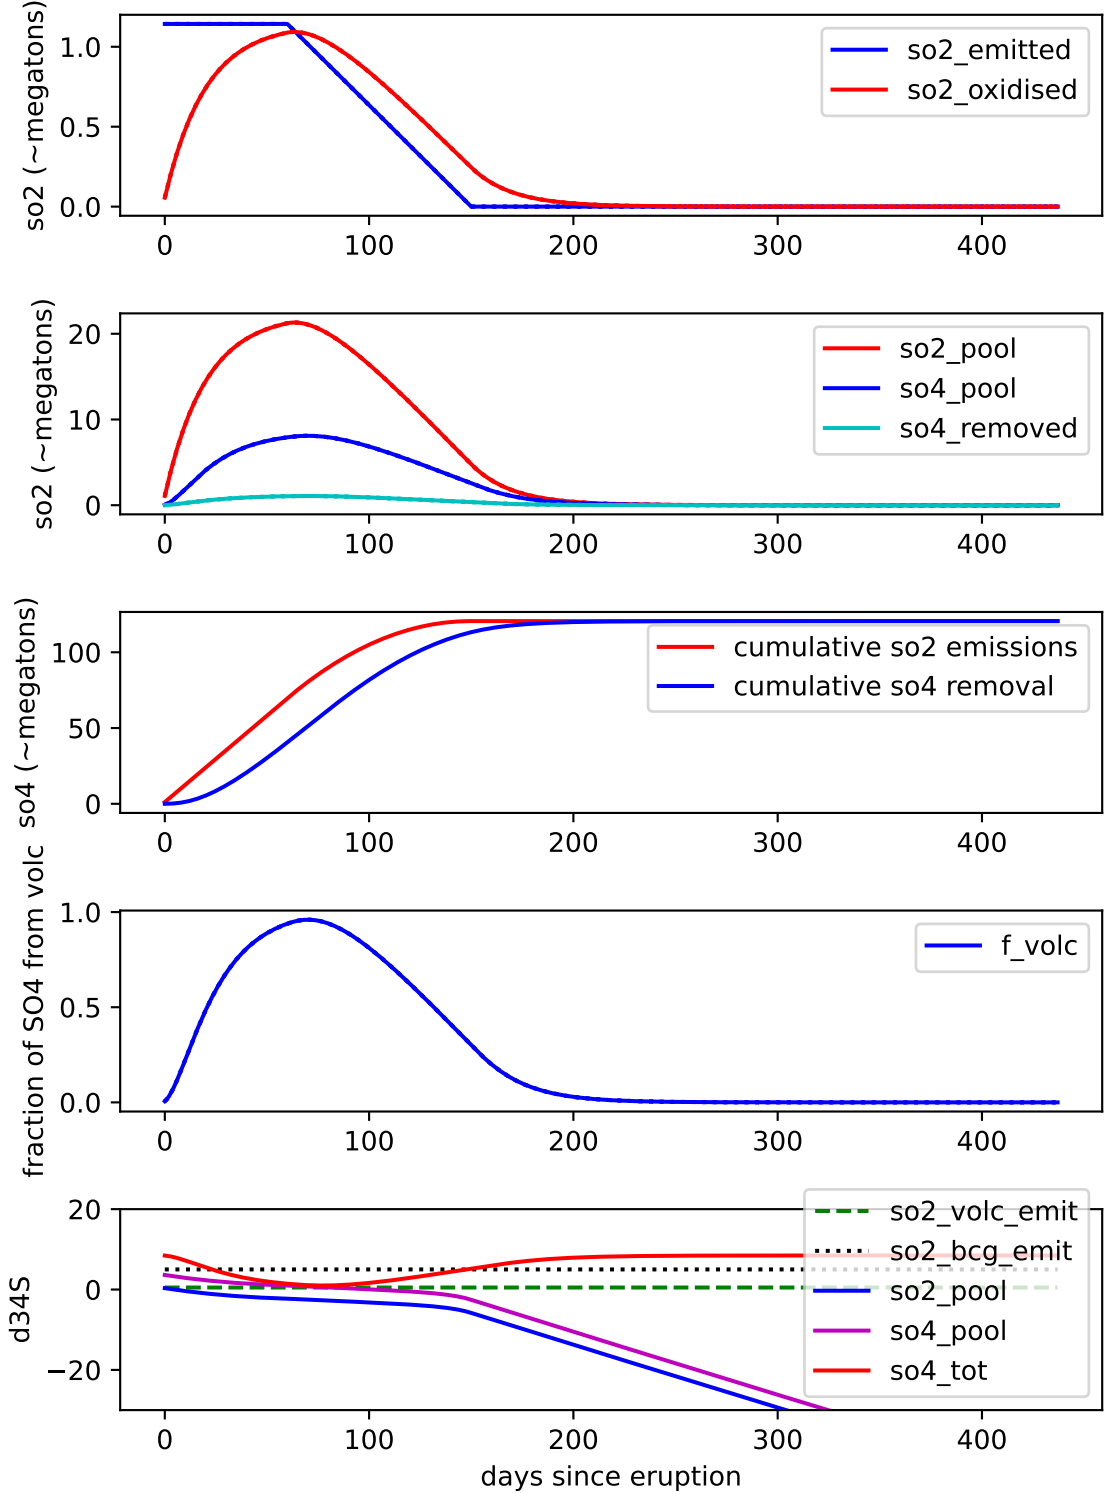 so2 (~megatons)
1.0
0.5
0.0
so2_emitted
so2_oxidised
0 100 200 300 400
so2 (~megatons)
20
10
0
so2_pool
so4_pool
so4_removed
0 100 200 300 400
so4 (~megatons)
100
50
0
cumulative so2 emissions
cumulative so4 removal
0 100 200 300 400
fraction of SO4 from volc
1.0
0.5
0.0
f_volc
0 100 200 300 400
d34S
20
0
−20
so2_volc_emit
so2_bcg_emit
so2_pool
so4_pool
so4_tot
0 100 200 300 400
days since eruption